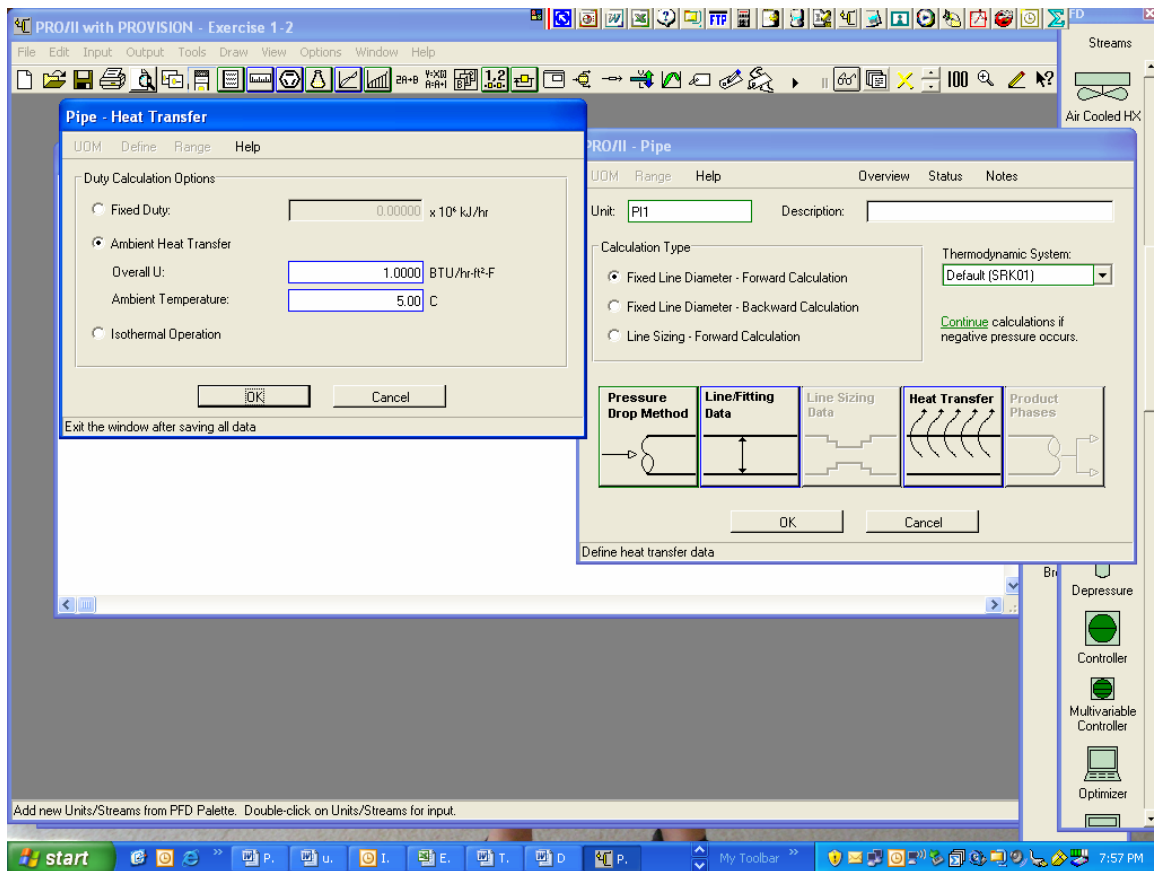 PRO/II with PROVISION - Exercise 1-2
FD
File Edit Input Output Tools Draw View Options Window Help
FTP
Streams
Air Cooled HX
Pipe - Heat Transfer
UOM Define Range Help
Duty Calculation Options
Fixed Duty: 0.00000 x 10⁶ kJ/hr
Ambient Heat Transfer
Overall U: 1.0000 BTU/hr-ft²-F
Ambient Temperature: 5.00 C
Isothermal Operation
OK Cancel
Exit the window after saving all data
PRO/II - Pipe
UOM Range Help Overview Status Notes
Unit: PI1 Description:
Calculation Type
Fixed Line Diameter - Forward Calculation
Fixed Line Diameter - Backward Calculation
Line Sizing - Forward Calculation
Thermodynamic System:
Default (SRK01)
Continue calculations if
negative pressure occurs.
Pressure
Drop Method
Line/Fitting
Data
Line Sizing
Data
Heat Transfer
Product
Phases
OK Cancel
Define heat transfer data
Depressure
Controller
Multivariable
Controller
Optimizer
Add new Units/Streams from PFD Palette. Double-click on Units/Streams for input.
start P. u. I. E. T. D P. My Toolbar 7:57 PM